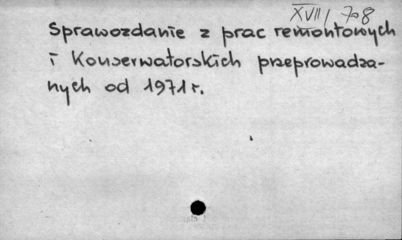 XVII/708
Sprawozdanie z prac remontowych
i Konserwatorskich przeprowadza-
nych od 1971 r.